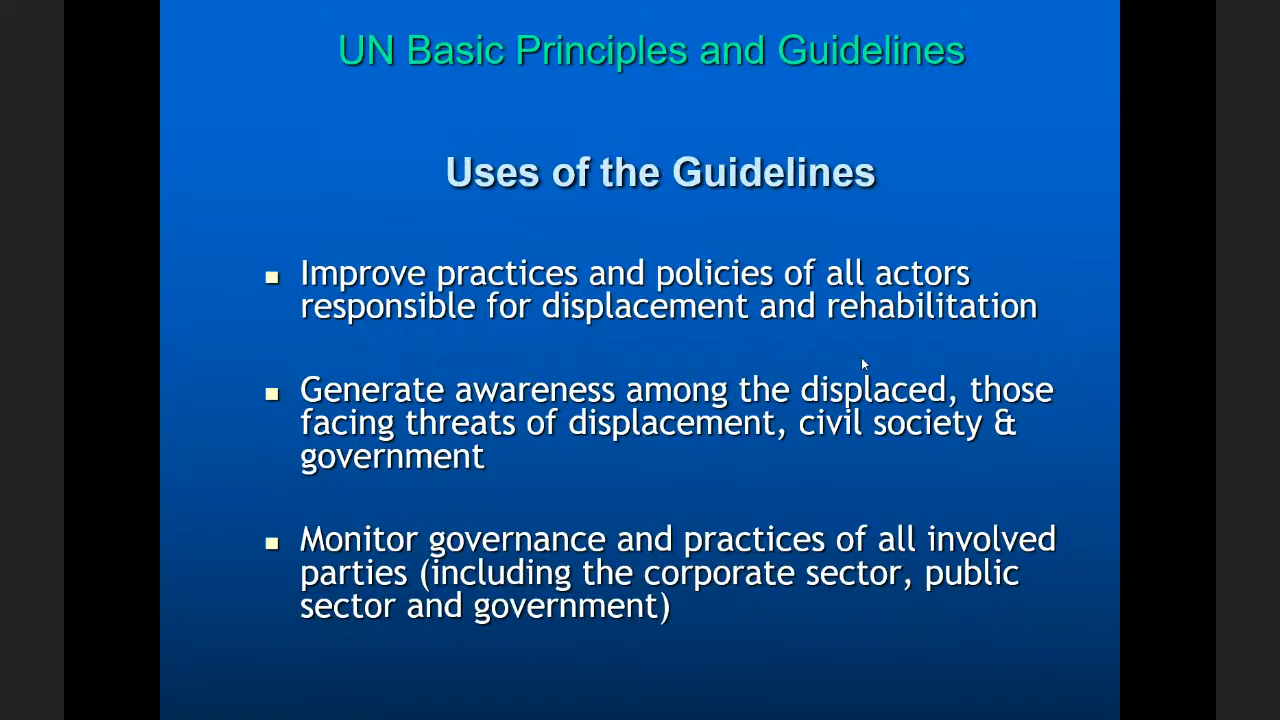 UN Basic Principles and Guidelines
Uses of the Guidelines
Improve practices and policies of all actors
responsible for displacement and rehabilitation
Generate awareness among the displaced, those
facing threats of displacement, civil society &
government
Monitor governance and practices of all involved
parties (including the corporate sector, public
sector and government)